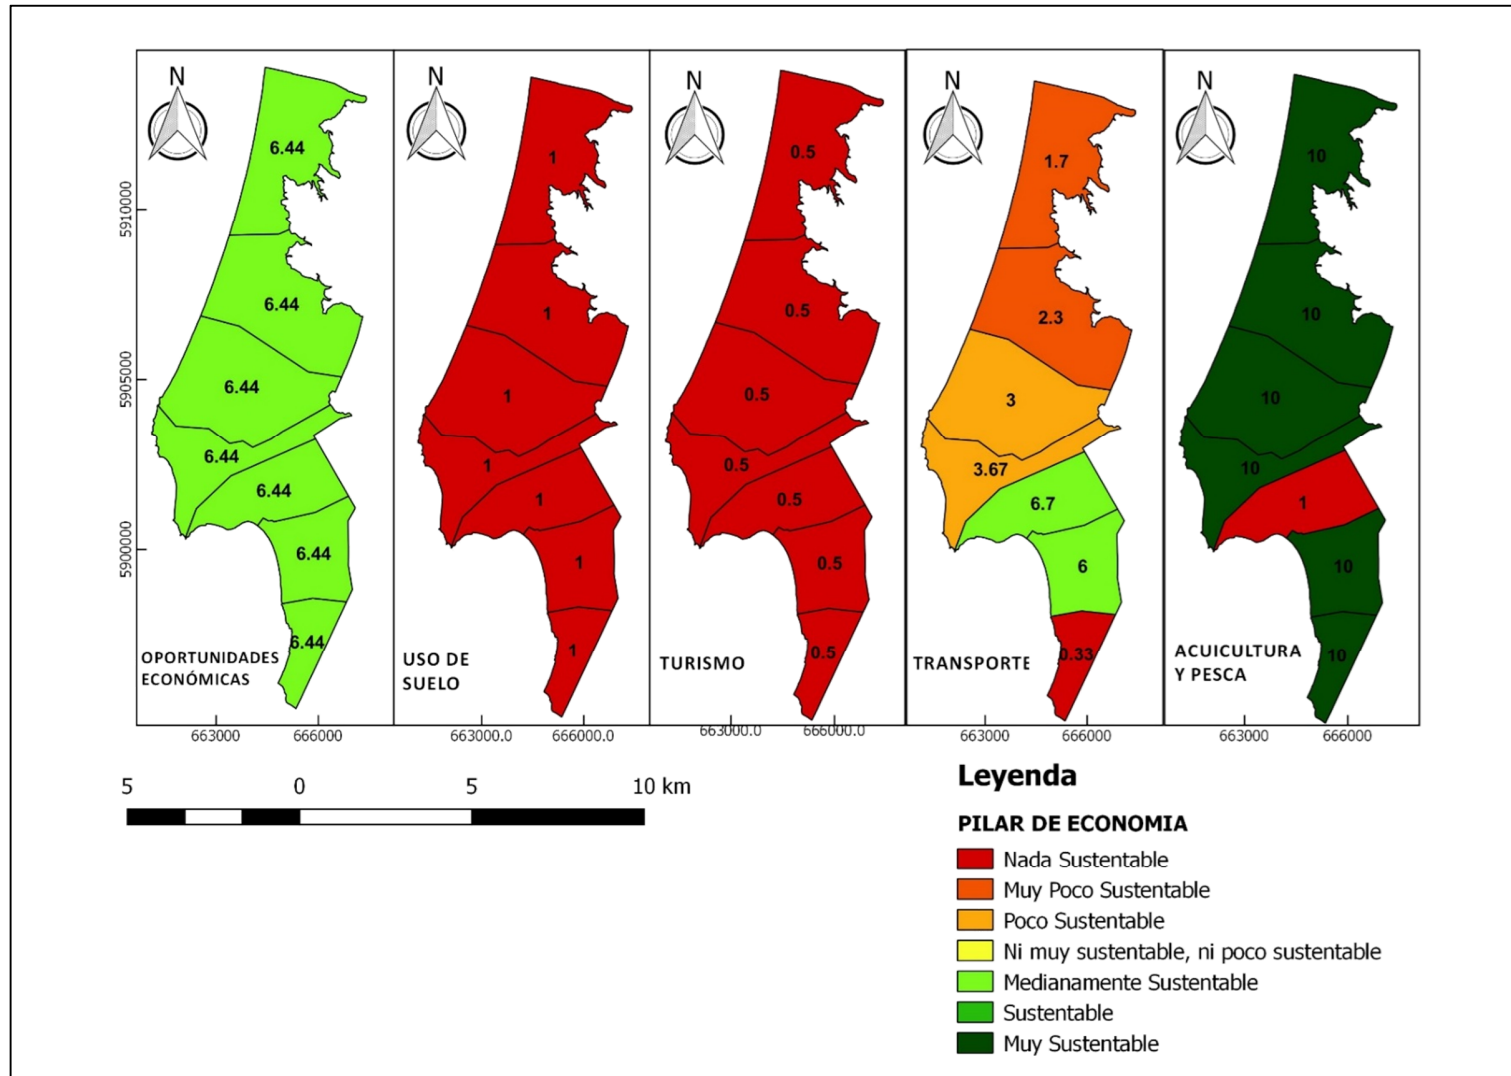 N
6.44
6.44
6.44
6.44
6.44
6.44
6.44
OPORTUNIDADES
ECONÓMICAS
5910000
5905000
5900000
663000
666000
N
1
1
1
1
1
1
1
USO DE
SUELO
663000.0
666000.0
N
0.5
0.5
0.5
0.5
0.5
0.5
0.5
TURISMO
663000.0
666000.0
N
1.7
2.3
3
3.67
6.7
6
0.33
TRANSPORTE
663000
666000
N
10
10
10
10
1
10
10
ACUICULTURA
Y PESCA
663000
666000
5 0 5 10 km
Leyenda
PILAR DE ECONOMIA
Nada Sustentable
Muy Poco Sustentable
Poco Sustentable
Ni muy sustentable, ni poco sustentable
Medianamente Sustentable
Sustentable
Muy Sustentable